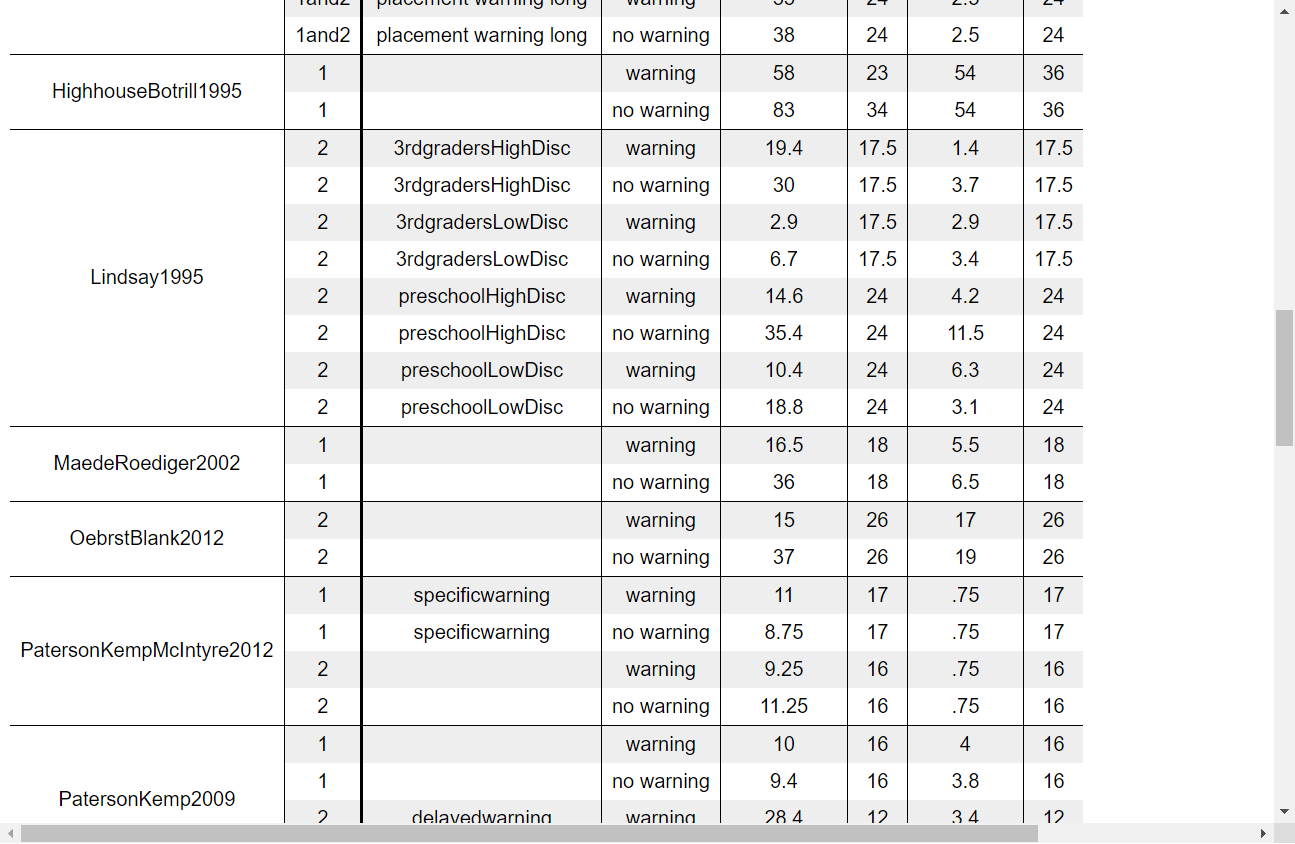 1and2 placement warning long warning 24 24
1and2 placement warning long no warning 38 24 2.5 24
HighhouseBotrill1995
1 warning 58 23 54 36
1 no warning 83 34 54 36
Lindsay1995
2 3rdgradersHighDisc warning 19.4 17.5 1.4 17.5
2 3rdgradersHighDisc no warning 30 17.5 3.7 17.5
2 3rdgradersLowDisc warning 2.9 17.5 2.9 17.5
2 3rdgradersLowDisc no warning 6.7 17.5 3.4 17.5
2 preschoolHighDisc warning 14.6 24 4.2 24
2 preschoolHighDisc no warning 35.4 24 11.5 24
2 preschoolLowDisc warning 10.4 24 6.3 24
2 preschoolLowDisc no warning 18.8 24 3.1 24
MaedeRoediger2002
1 warning 16.5 18 5.5 18
1 no warning 36 18 6.5 18
OebrstBlank2012
2 warning 15 26 17 26
2 no warning 37 26 19 26
PatersonKempMcIntyre2012
1 specificwarning warning 11 17 .75 17
1 specificwarning no warning 8.75 17 .75 17
2 warning 9.25 16 .75 16
2 no warning 11.25 16 .75 16
PatersonKemp2009
1 warning 10 16 4 16
1 no warning 9.4 16 3.8 16
2 delayedwarning warning 28.4 12 3.4 12